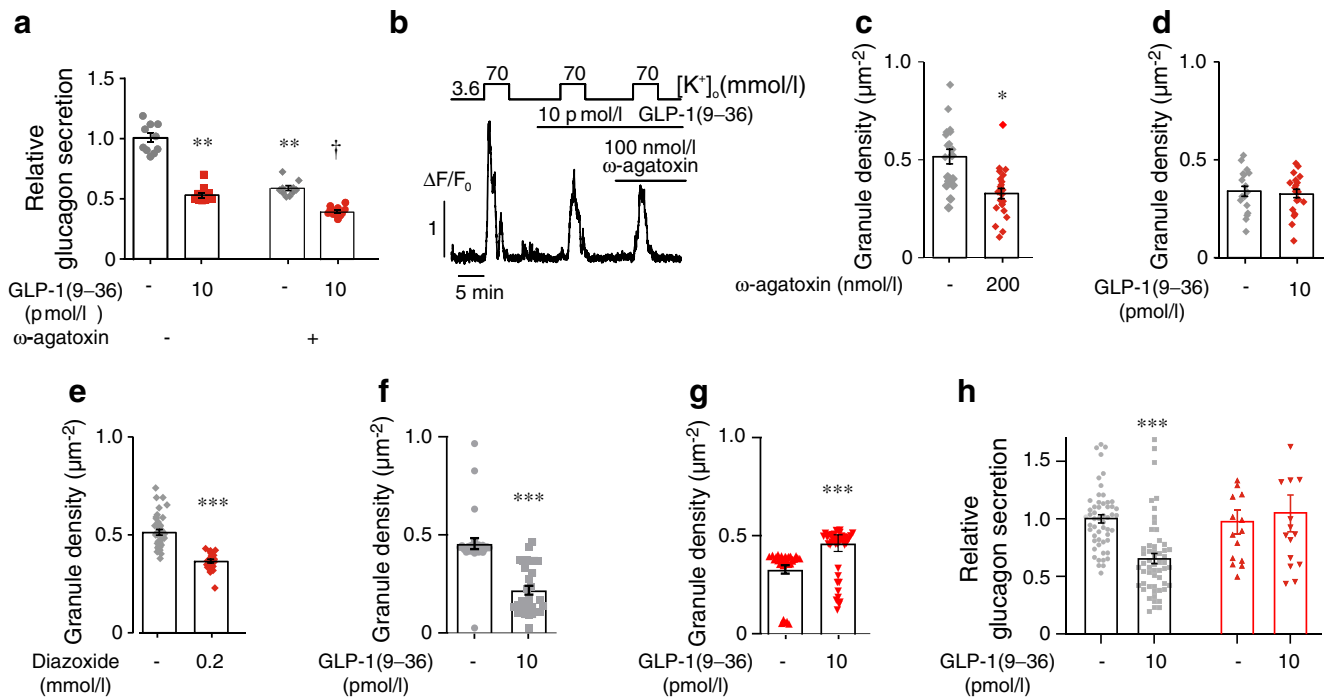 a
Relative
glucagon secretion
1.5
1.0
0.5
0
**
**
†
GLP-1(9–36)
(pmol/l)
- 10 - 10
ω-agatoxin
- +
b
3.6 70 70 70 [K⁺]ₒ(mmol/l)
10 pmol/l GLP-1(9–36)
100 nmol/l
ω-agatoxin
ΔF/F₀
1
5 min
c
Granule density (μm⁻²)
1.0
0.5
0
*
ω-agatoxin (nmol/l) - 200
d
Granule density (μm⁻²)
1.0
0.5
0
GLP-1(9–36) - 10
(pmol/l)
e
Granule density (μm⁻²)
1.0
0.5
0
***
Diazoxide - 0.2
(mmol/l)
f
Granule density (μm⁻²)
1.0
0.5
0
***
GLP-1(9–36) - 10
(pmol/l)
g
Granule density (μm⁻²)
1.0
0.5
0
***
GLP-1(9–36) - 10
(pmol/l)
h
Relative
glucagon secretion
1.5
1.0
0.5
0
***
GLP-1(9–36) - 10 - 10
(pmol/l)